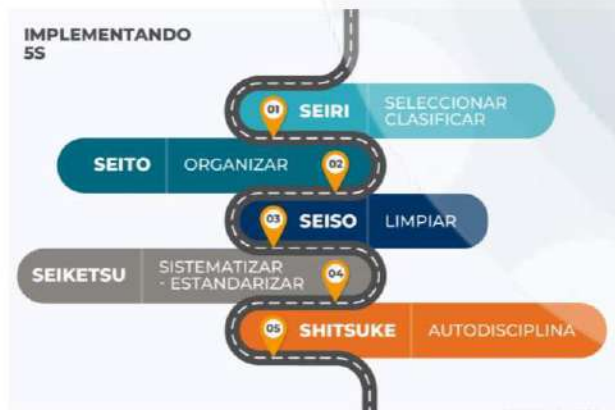 IMPLEMENTANDO
5S
01 SEIRI SELECCIONAR
CLASIFICAR
SEITO ORGANIZAR 02
03 SEISO LIMPIAR
SEIKETSU SISTEMATIZAR
- ESTANDARIZAR 04
05 SHITSUKE AUTODISCIPLINA